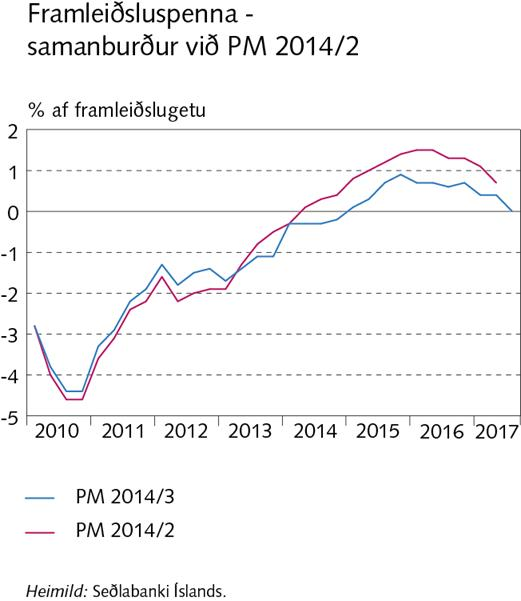 Framleiðsluspenna -
samanburður við PM 2014/2
% af framleiðslugetu
2
1
0
-1
-2
-3
-4
-5
2010 2011 2012 2013 2014 2015 2016 2017
PM 2014/3
PM 2014/2
Heimild: Seðlabanki Íslands.